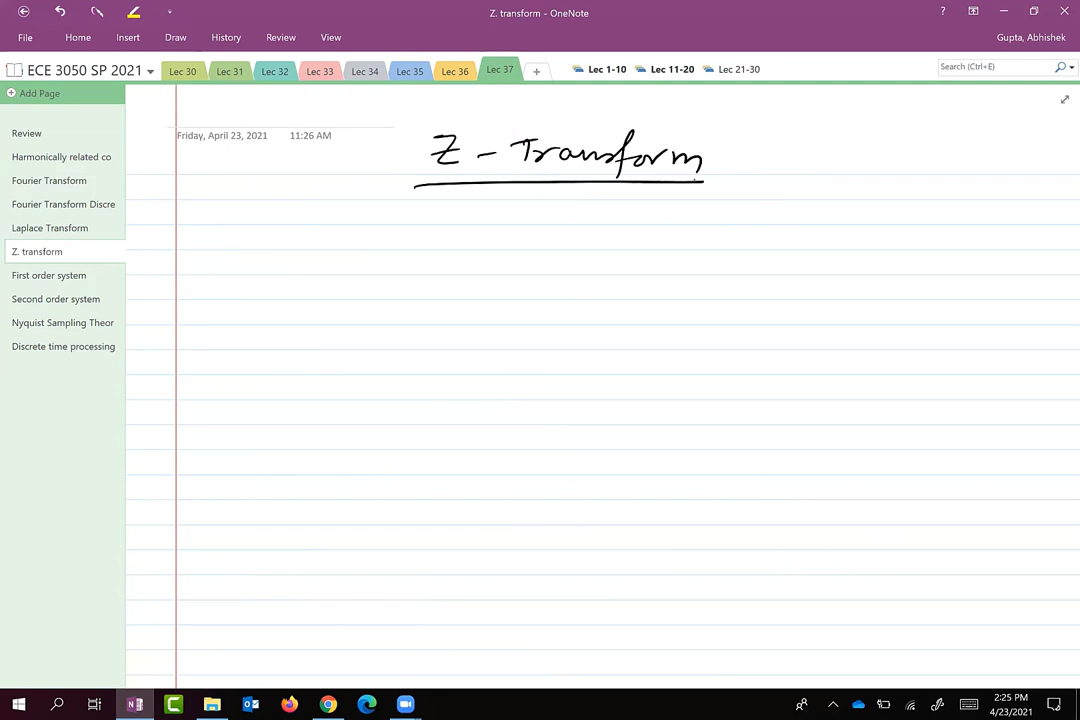 Z. transform - OneNote
File Home Insert Draw History Review View
Gupta, Abhishek
ECE 3050 SP 2021
Lec 30 Lec 31 Lec 32 Lec 33 Lec 34 Lec 35 Lec 36 Lec 37
Lec 1-10 Lec 11-20 Lec 21-30
Search (Ctrl+E)
Add Page
Friday, April 23, 2021 11:26 AM
Z - Transform
Review
Harmonically related co
Fourier Transform
Fourier Transform Discre
Laplace Transform
Z. transform
First order system
Second order system
Nyquist Sampling Theor
Discrete time processing
2:25 PM
4/23/2021